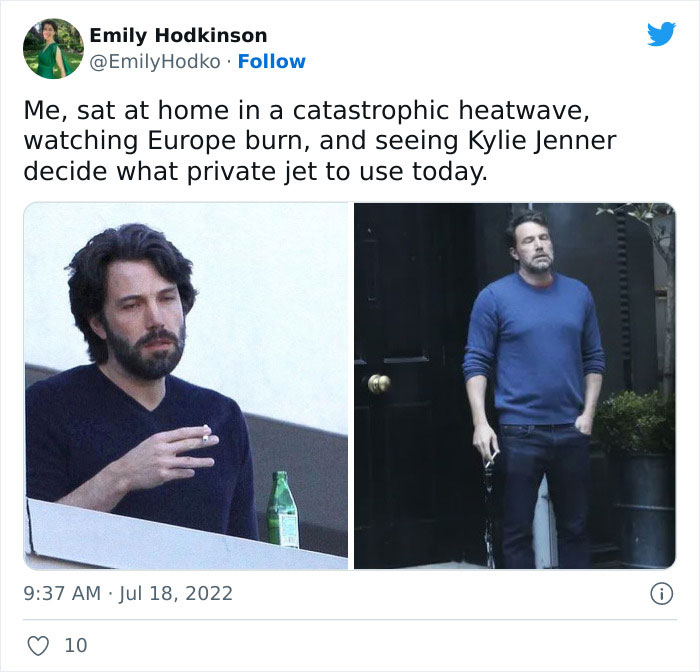 Emily Hodkinson
@EmilyHodko · Follow
Me, sat at home in a catastrophic heatwave,
watching Europe burn, and seeing Kylie Jenner
decide what private jet to use today.
9:37 AM · Jul 18, 2022
10